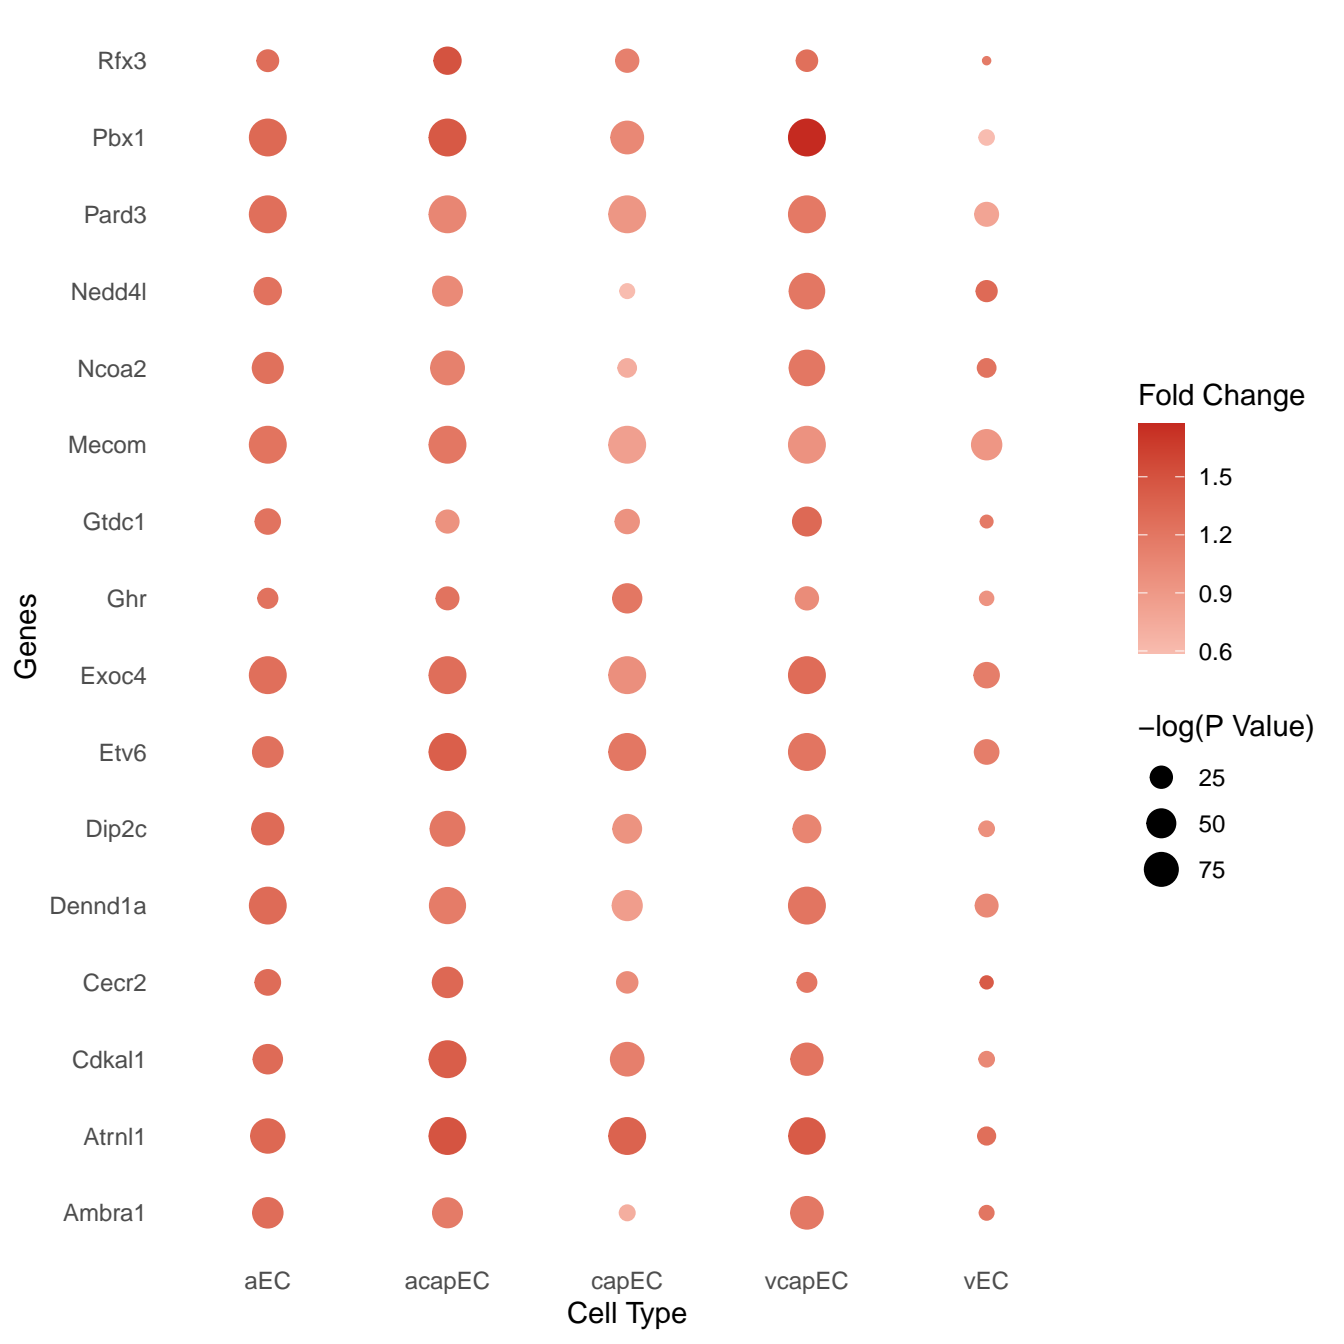 Rfx3
Pbx1
Pard3
Nedd4l
Ncoa2
Mecom
Gtdc1
Ghr
Exoc4
Etv6
Dip2c
Dennd1a
Cecr2
Cdkal1
Atrnl1
Ambra1
Genes
aEC acapEC capEC vcapEC vEC
Cell Type
Fold Change
1.5
1.2
0.9
0.6
−log(P Value)
25
50
75